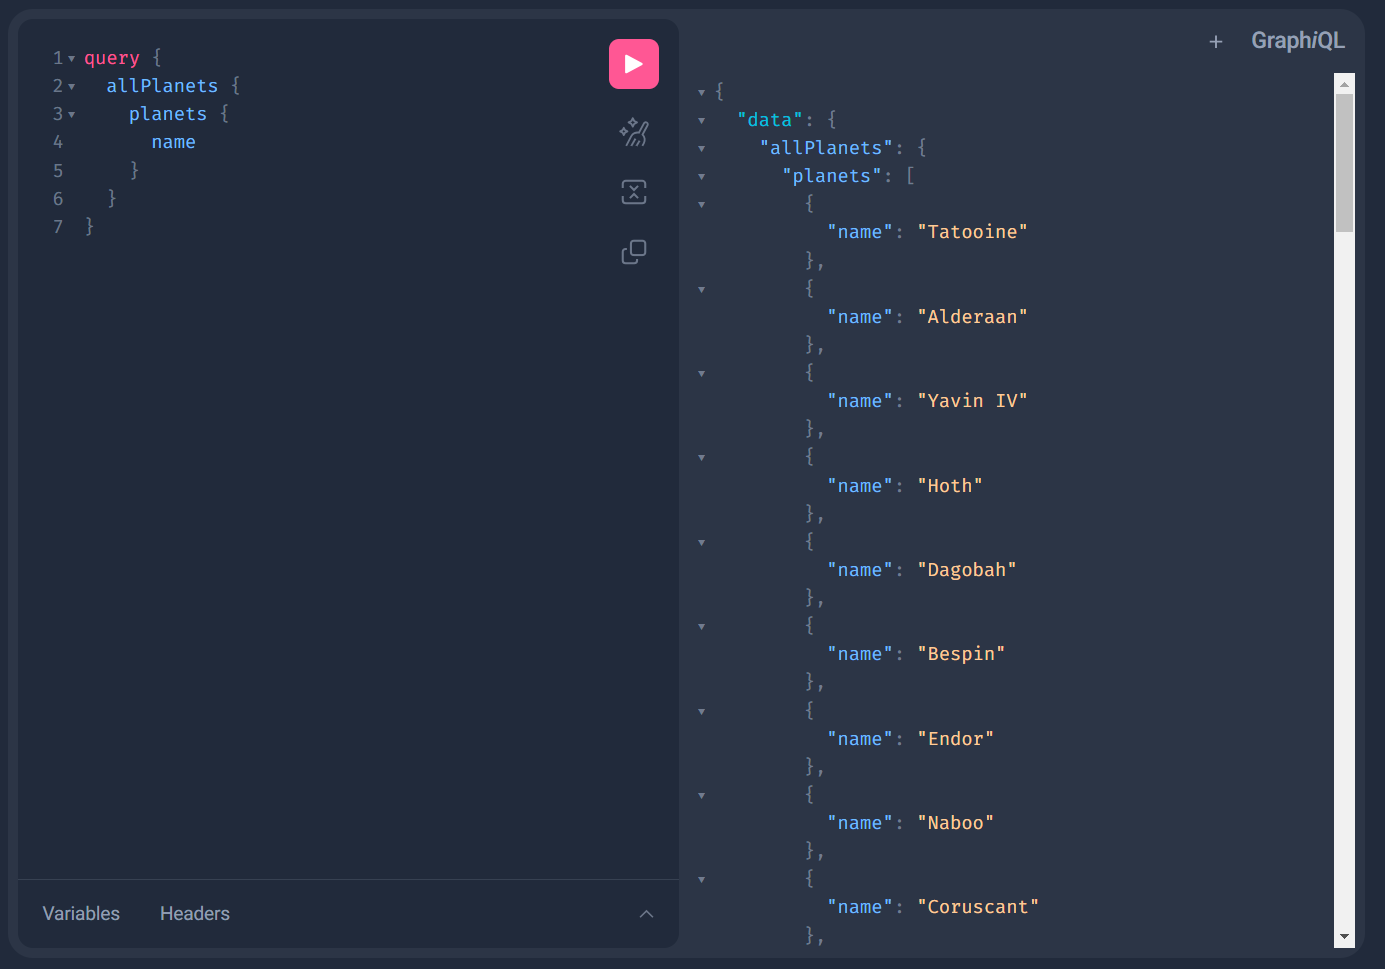 1 query {
2 allPlanets {
3 planets {
4 name
5 }
6 }
7 }
Variables Headers
+ GraphiQL
{
"data": {
"allPlanets": {
"planets": [
{
"name": "Tatooine"
},
{
"name": "Alderaan"
},
{
"name": "Yavin IV"
},
{
"name": "Hoth"
},
{
"name": "Dagobah"
},
{
"name": "Bespin"
},
{
"name": "Endor"
},
{
"name": "Naboo"
},
{
"name": "Coruscant"
},